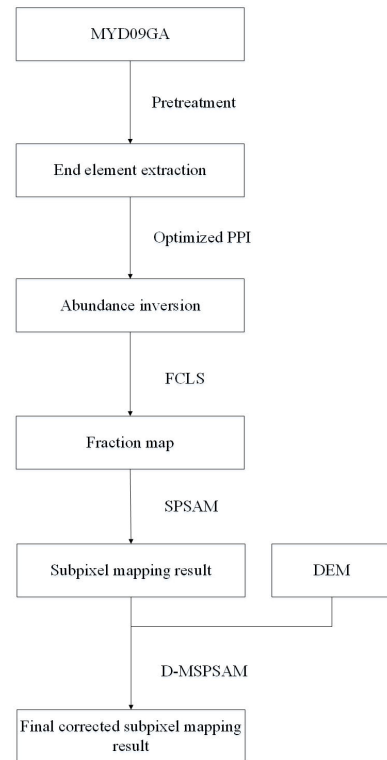 MYD09GA
Pretreatment
End element extraction
Optimized PPI
Abundance inversion
FCLS
Fraction map
SPSAM
Subpixel mapping result
DEM
D-MSPSAM
Final corrected subpixel mapping
result